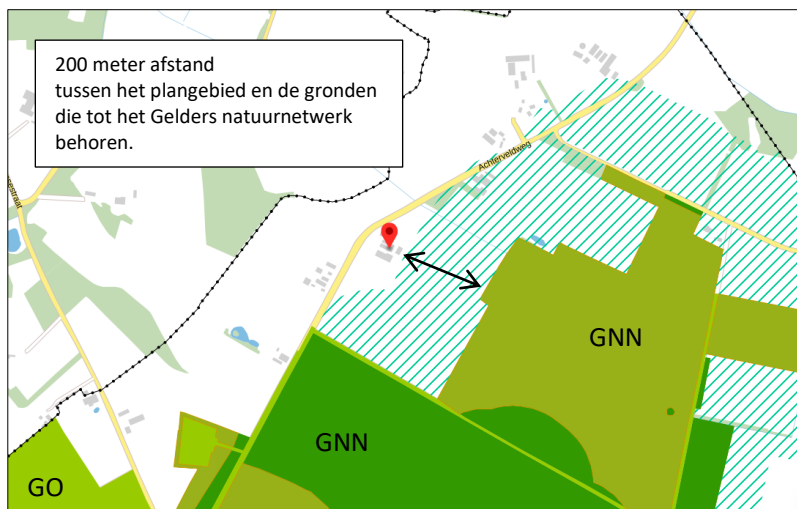 200 meter afstand
tussen het plangebied en de gronden
die tot het Gelders natuurnetwerk
behoren.
Achterveldweg
GNN
GNN
GO